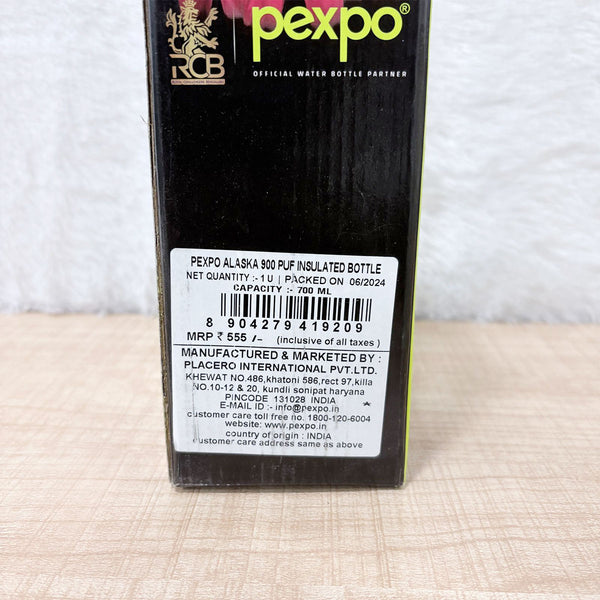 pexpo®
RCB
OFFICIAL WATER BOTTLE PARTNER
PEXPO ALASKA 900 PUF INSULATED BOTTLE
NET QUANTITY :- 1 U | PACKED ON 06/2024
CAPACITY :- 700 ML
8 904279 419209
MRP ₹ 555 /- (inclusive of all taxes )
MANUFACTURED & MARKETED BY :
PLACERO INTERNATIONAL PVT.LTD.
KHEWAT NO.486,khatoni 586,rect 97,killa
NO.10-12 & 20, kundli sonipat haryana
PINCODE 131028 INDIA
E-MAIL ID :- info@pexpo.in
customer care toll free no. 1800-120-6004
website: www.pexpo.in
country of origin : INDIA
customer care address same as above